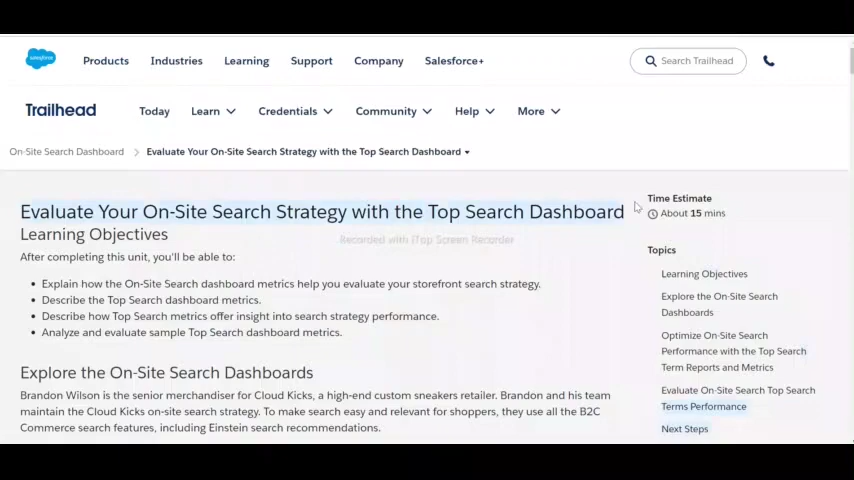 salesforce
Products Industries Learning Support Company Salesforce+ Search Trailhead
Trailhead Today Learn Credentials Community Help More
On-Site Search Dashboard Evaluate Your On-Site Search Strategy with the Top Search Dashboard
Evaluate Your On-Site Search Strategy with the Top Search Dashboard
Learning Objectives
Recorded with iTop Screen Recorder
After completing this unit, you'll be able to:
• Explain how the On-Site Search dashboard metrics help you evaluate your storefront search strategy.
• Describe the Top Search dashboard metrics.
• Describe how Top Search metrics offer insight into search strategy performance.
• Analyze and evaluate sample Top Search dashboard metrics.
Explore the On-Site Search Dashboards
Brandon Wilson is the senior merchandiser for Cloud Kicks, a high-end custom sneakers retailer. Brandon and his team
maintain the Cloud Kicks on-site search strategy. To make search easy and relevant for shoppers, they use all the B2C
Commerce search features, including Einstein search recommendations.
Time Estimate
About 15 mins
Topics
Learning Objectives
Explore the On-Site Search
Dashboards
Optimize On-Site Search
Performance with the Top Search
Term Reports and Metrics
Evaluate On-Site Search Top Search
Terms Performance
Next Steps